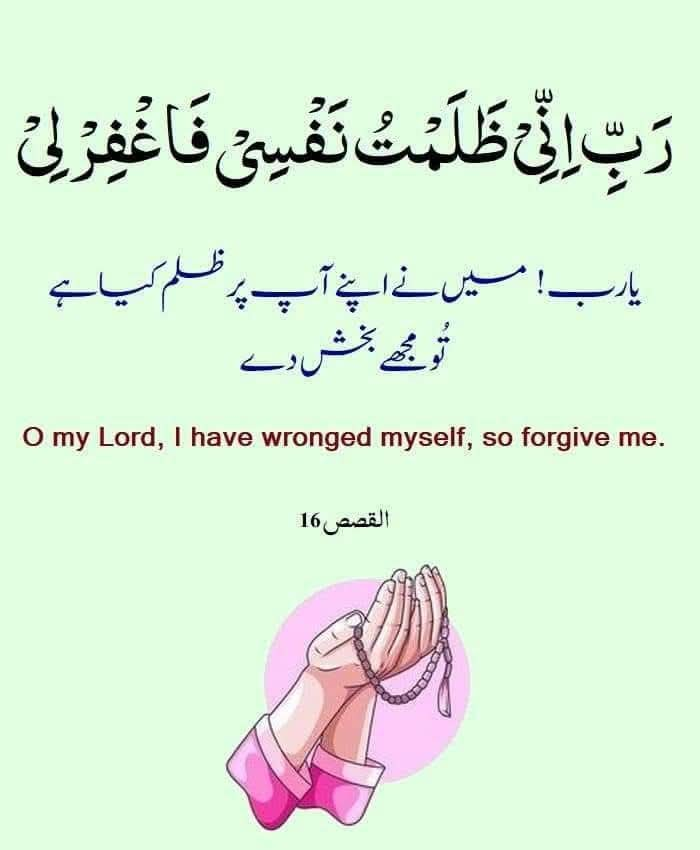 رَبِّ اِنِّیْ ظَلَمْتُ نَفْسِیْ فَاغْفِرْ لِیْ
یارب! میں نے اپنے آپ پر ظلم کیا ہے
تُو مجھے بخش دے
O my Lord, I have wronged myself, so forgive me.
القصص 16